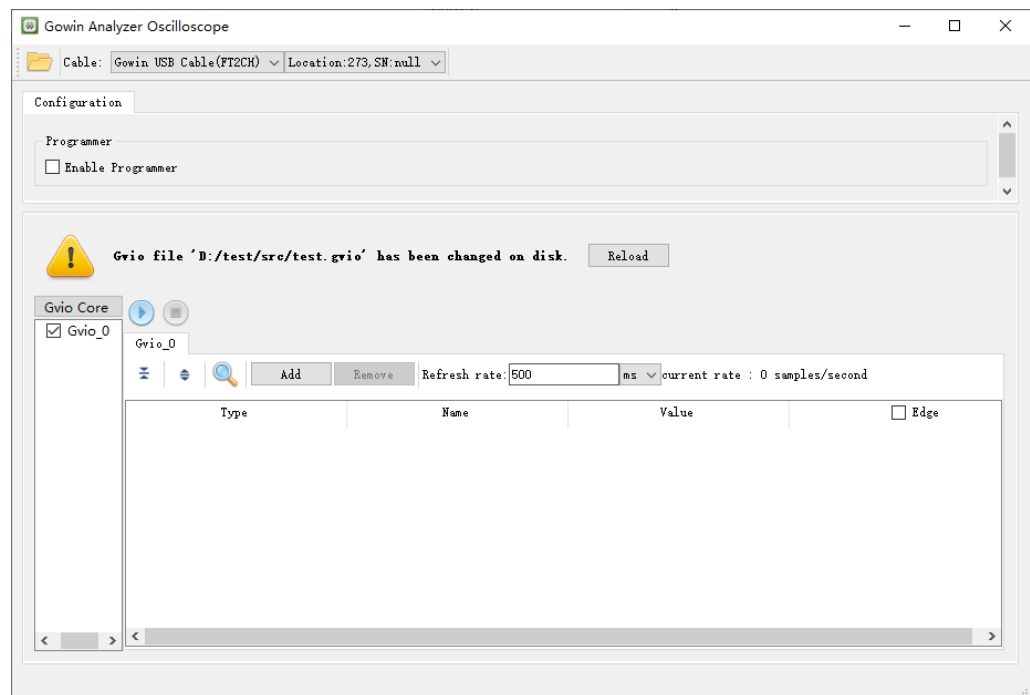 Gowin Analyzer Oscilloscope
Cable: Gowin USB Cable(FT2CH) Location:273,SN:null
Configuration
Programmer
Enable Programmer
Gvio file 'D:/test/src/test.gvio' has been changed on disk. Reload
Gvio Core
Gvio_0
Gvio_0
Add Remove Refresh rate: 500 ms current rate : 0 samples/second
Type Name Value Edge